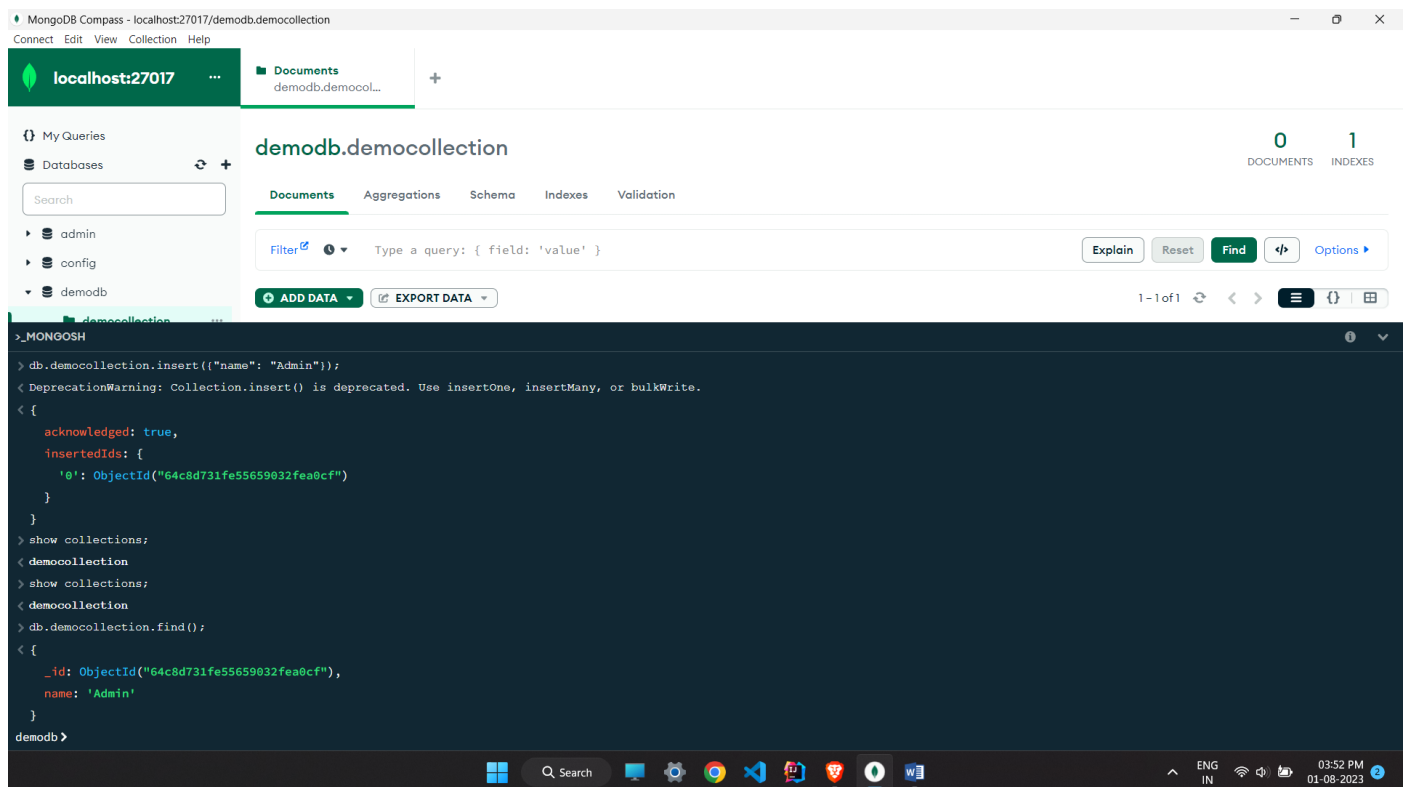 MongoDB Compass - localhost:27017/demodb.democollection
Connect Edit View Collection Help
localhost:27017 ...
Documents
demodb.democol...
{} My Queries
Databases
Search
admin
config
demodb
democollection
demodb.democollection
0
DOCUMENTS
1
INDEXES
Documents Aggregations Schema Indexes Validation
Filter Type a query: { field: 'value' } Explain Reset Find </> Options
ADD DATA EXPORT DATA 1 – 1 of 1 {}
>_MONGOSH
> db.democollection.insert({"name": "Admin"});
< DeprecationWarning: Collection.insert() is deprecated. Use insertOne, insertMany, or bulkWrite.
< {
acknowledged: true,
insertedIds: {
'0': ObjectId("64c8d731fe55659032fea0cf")
}
}
> show collections;
< democollection
> show collections;
< democollection
> db.democollection.find();
< {
_id: ObjectId("64c8d731fe55659032fea0cf"),
name: 'Admin'
}
demodb >
Search
ENG
IN
03:52 PM
01-08-2023
2